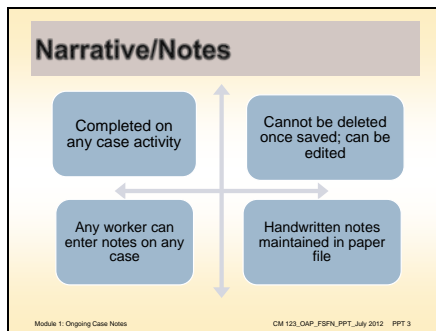 Narrative/Notes
Completed on
any case activity
Cannot be deleted
once saved; can be
edited
Any worker can
enter notes on any
case
Handwritten notes
maintained in paper
file
Module 1: Ongoing Case Notes
CM 123_OAP_FSFN_PPT_July 2012 PPT 3